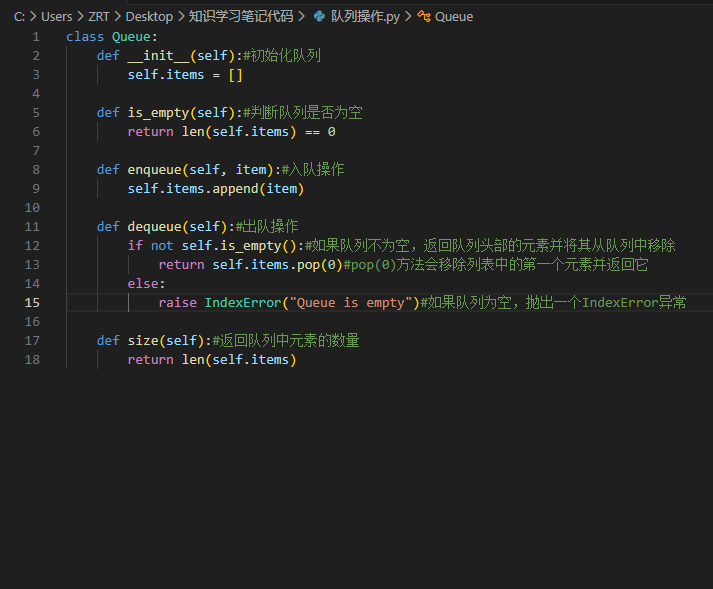 C: > Users > ZRT > Desktop > 知识学习笔记代码 > 队列操作.py > Queue
1 class Queue:
2 def __init__(self):#初始化队列
3 self.items = []
4
5 def is_empty(self):#判断队列是否为空
6 return len(self.items) == 0
7
8 def enqueue(self, item):#入队操作
9 self.items.append(item)
10
11 def dequeue(self):#出队操作
12 if not self.is_empty():#如果队列不为空，返回队列头部的元素并将其从队列中移除
13 return self.items.pop(0)#pop(0)方法会移除列表中的第一个元素并返回它
14 else:
15 raise IndexError("Queue is empty")#如果队列为空，抛出一个IndexError异常
16
17 def size(self):#返回队列中元素的数量
18 return len(self.items)